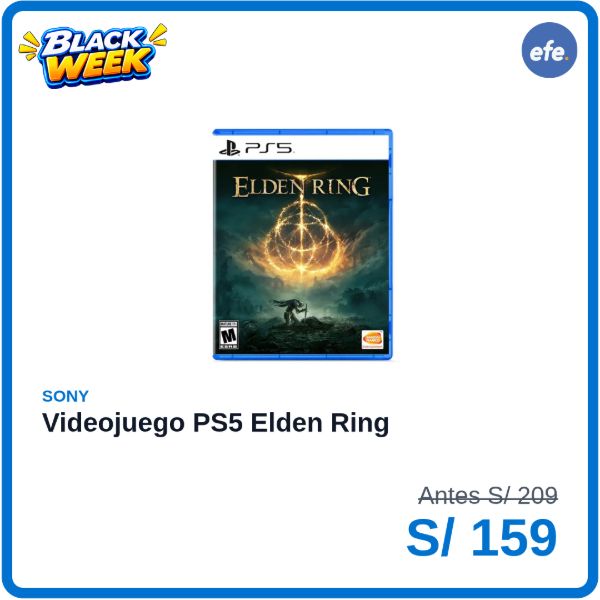 BLACK
WEEK
efe.
PS5
ELDEN RING
M
SONY
Videojuego PS5 Elden Ring
Antes S/ 209
S/ 159